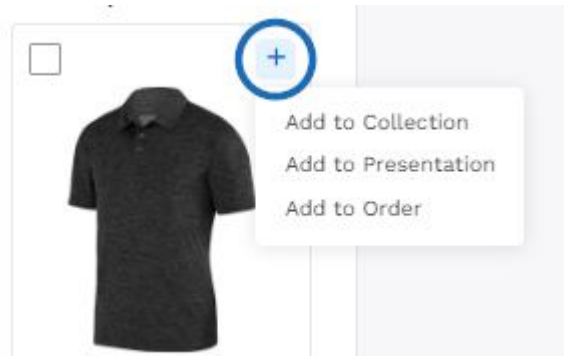 +
Add to Collection
Add to Presentation
Add to Order